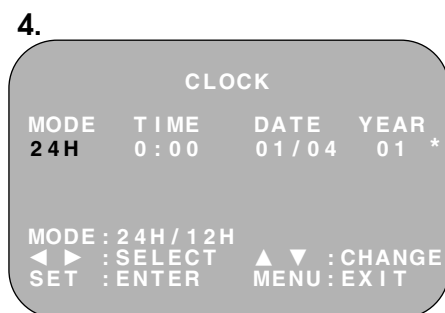 4.
CLOCK
MODE TIME DATE YEAR
24H 0:00 01/04 01 *
MODE:24H/12H
◀ ▶ :SELECT ▲ ▼ :CHANGE
SET :ENTER MENU:EXIT